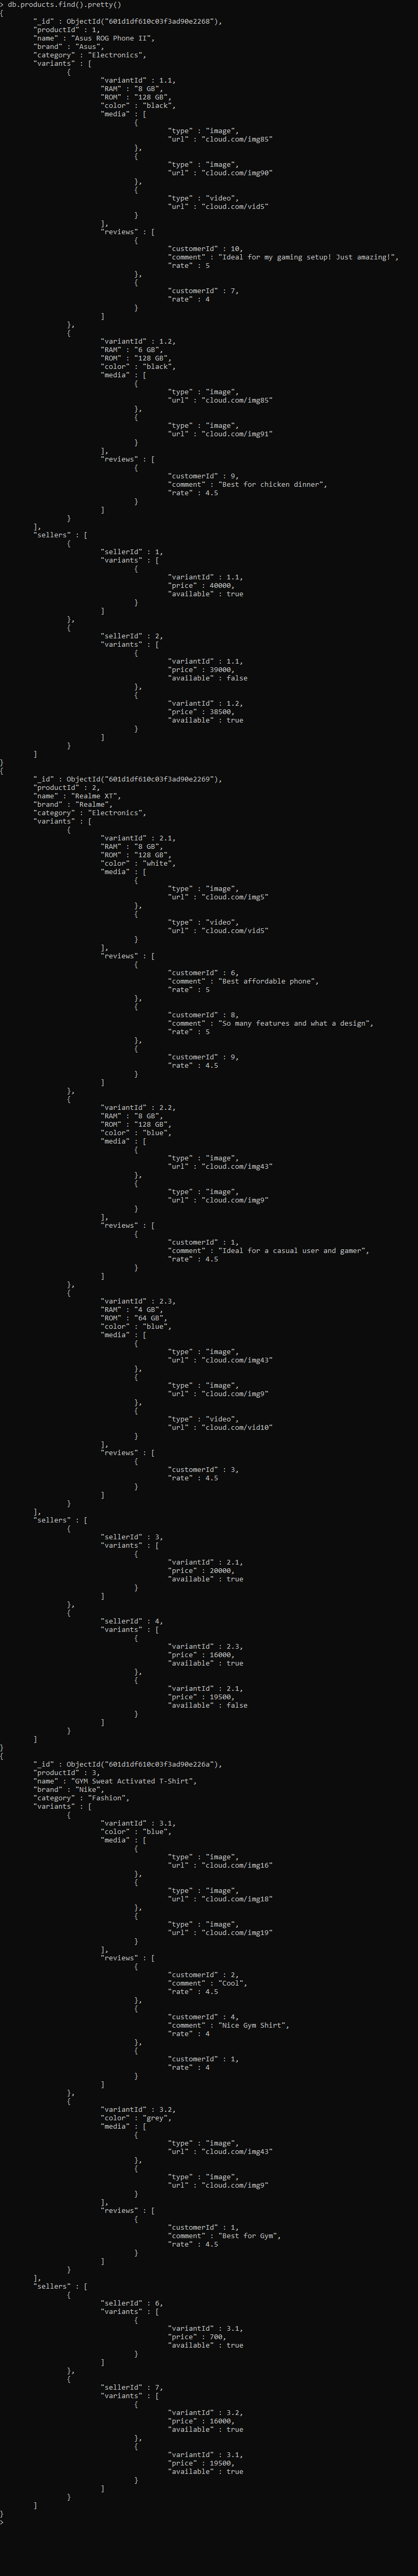 > db.products.find().pretty()
{
"_id" : ObjectId("601d1df610c03f3ad90e2268"),
"productId" : 1,
"name" : "Asus ROG Phone II",
"brand" : "Asus",
"category" : "Electronics",
"variants" : [
{
"variantId" : 1.1,
"RAM" : "8 GB",
"ROM" : "128 GB",
"color" : "black",
"media" : [
{
"type" : "image",
"url" : "cloud.com/img85"
},
{
"type" : "image",
"url" : "cloud.com/img90"
},
{
"type" : "video",
"url" : "cloud.com/vid5"
}
],
"reviews" : [
{
"customerId" : 10,
"comment" : "Ideal for my gaming setup! Just amazing!",
"rate" : 5
},
{
"customerId" : 7,
"rate" : 4
}
]
},
{
"variantId" : 1.2,
"RAM" : "6 GB",
"ROM" : "128 GB",
"color" : "black",
"media" : [
{
"type" : "image",
"url" : "cloud.com/img85"
},
{
"type" : "image",
"url" : "cloud.com/img91"
}
],
"reviews" : [
{
"customerId" : 9,
"comment" : "Best for chicken dinner",
"rate" : 4.5
}
]
}
],
"sellers" : [
{
"sellerId" : 1,
"variants" : [
{
"variantId" : 1.1,
"price" : 40000,
"available" : true
}
]
},
{
"sellerId" : 2,
"variants" : [
{
"variantId" : 1.1,
"price" : 39000,
"available" : false
},
{
"variantId" : 1.2,
"price" : 38500,
"available" : true
}
]
}
]
}
{
"_id" : ObjectId("601d1df610c03f3ad90e2269"),
"productId" : 2,
"name" : "Realme XT",
"brand" : "Realme",
"category" : "Electronics",
"variants" : [
{
"variantId" : 2.1,
"RAM" : "8 GB",
"ROM" : "128 GB",
"color" : "white",
"media" : [
{
"type" : "image",
"url" : "cloud.com/img5"
},
{
"type" : "video",
"url" : "cloud.com/vid5"
}
],
"reviews" : [
{
"customerId" : 6,
"comment" : "Best affordable phone",
"rate" : 5
},
{
"customerId" : 8,
"comment" : "So many features and what a design",
"rate" : 5
},
{
"customerId" : 9,
"rate" : 4.5
}
]
},
{
"variantId" : 2.2,
"RAM" : "8 GB",
"ROM" : "128 GB",
"color" : "blue",
"media" : [
{
"type" : "image",
"url" : "cloud.com/img43"
},
{
"type" : "image",
"url" : "cloud.com/img9"
}
],
"reviews" : [
{
"customerId" : 1,
"comment" : "Ideal for a casual user and gamer",
"rate" : 4.5
}
]
},
{
"variantId" : 2.3,
"RAM" : "4 GB",
"ROM" : "64 GB",
"color" : "blue",
"media" : [
{
"type" : "image",
"url" : "cloud.com/img43"
},
{
"type" : "image",
"url" : "cloud.com/img9"
},
{
"type" : "video",
"url" : "cloud.com/vid10"
}
],
"reviews" : [
{
"customerId" : 3,
"rate" : 4.5
}
]
}
],
"sellers" : [
{
"sellerId" : 3,
"variants" : [
{
"variantId" : 2.1,
"price" : 20000,
"available" : true
}
]
},
{
"sellerId" : 4,
"variants" : [
{
"variantId" : 2.3,
"price" : 16000,
"available" : true
},
{
"variantId" : 2.1,
"price" : 19500,
"available" : false
}
]
}
]
}
{
"_id" : ObjectId("601d1df610c03f3ad90e226a"),
"productId" : 3,
"name" : "GYM Sweat Activated T-Shirt",
"brand" : "Nike",
"category" : "Fashion",
"variants" : [
{
"variantId" : 3.1,
"color" : "blue",
"media" : [
{
"type" : "image",
"url" : "cloud.com/img16"
},
{
"type" : "image",
"url" : "cloud.com/img18"
},
{
"type" : "image",
"url" : "cloud.com/img19"
}
],
"reviews" : [
{
"customerId" : 2,
"comment" : "Cool",
"rate" : 4.5
},
{
"customerId" : 4,
"comment" : "Nice Gym Shirt",
"rate" : 4
},
{
"customerId" : 1,
"rate" : 4
}
]
},
{
"variantId" : 3.2,
"color" : "grey",
"media" : [
{
"type" : "image",
"url" : "cloud.com/img43"
},
{
"type" : "image",
"url" : "cloud.com/img9"
}
],
"reviews" : [
{
"customerId" : 1,
"comment" : "Best for Gym",
"rate" : 4.5
}
]
}
],
"sellers" : [
{
"sellerId" : 6,
"variants" : [
{
"variantId" : 3.1,
"price" : 700,
"available" : true
}
]
},
{
"sellerId" : 7,
"variants" : [
{
"variantId" : 3.2,
"price" : 16000,
"available" : true
},
{
"variantId" : 3.1,
"price" : 19500,
"available" : true
}
]
}
]
}
>